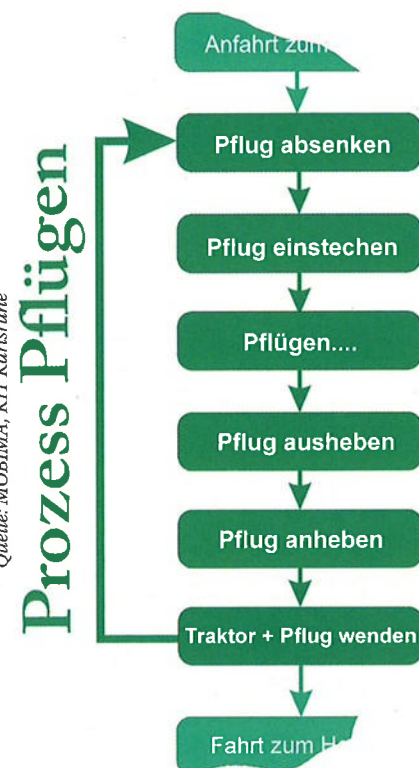 Anfahrt zum
Pflug absenken
Pflug einstechen
Pflügen....
Pflug ausheben
Pflug anheben
Traktor + Pflug wenden
Fahrt zum
Prozess Pflügen
Quelle: MOBIMA, KIT Karlsruhe